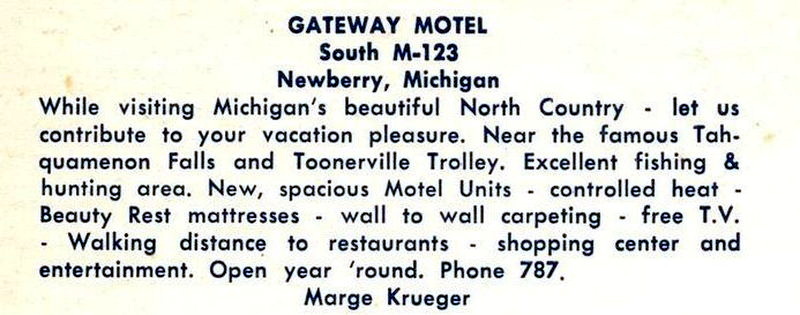 GATEWAY MOTEL
South M-123
Newberry, Michigan
While visiting Michigan's beautiful North Country - let us
contribute to your vacation pleasure. Near the famous Tah-
quamenon Falls and Toonerville Trolley. Excellent fishing &
hunting area. New, spacious Motel Units - controlled heat -
Beauty Rest mattresses - wall to wall carpeting - free T.V.
- Walking distance to restaurants - shopping center and
entertainment. Open year 'round. Phone 787.
Marge Krueger